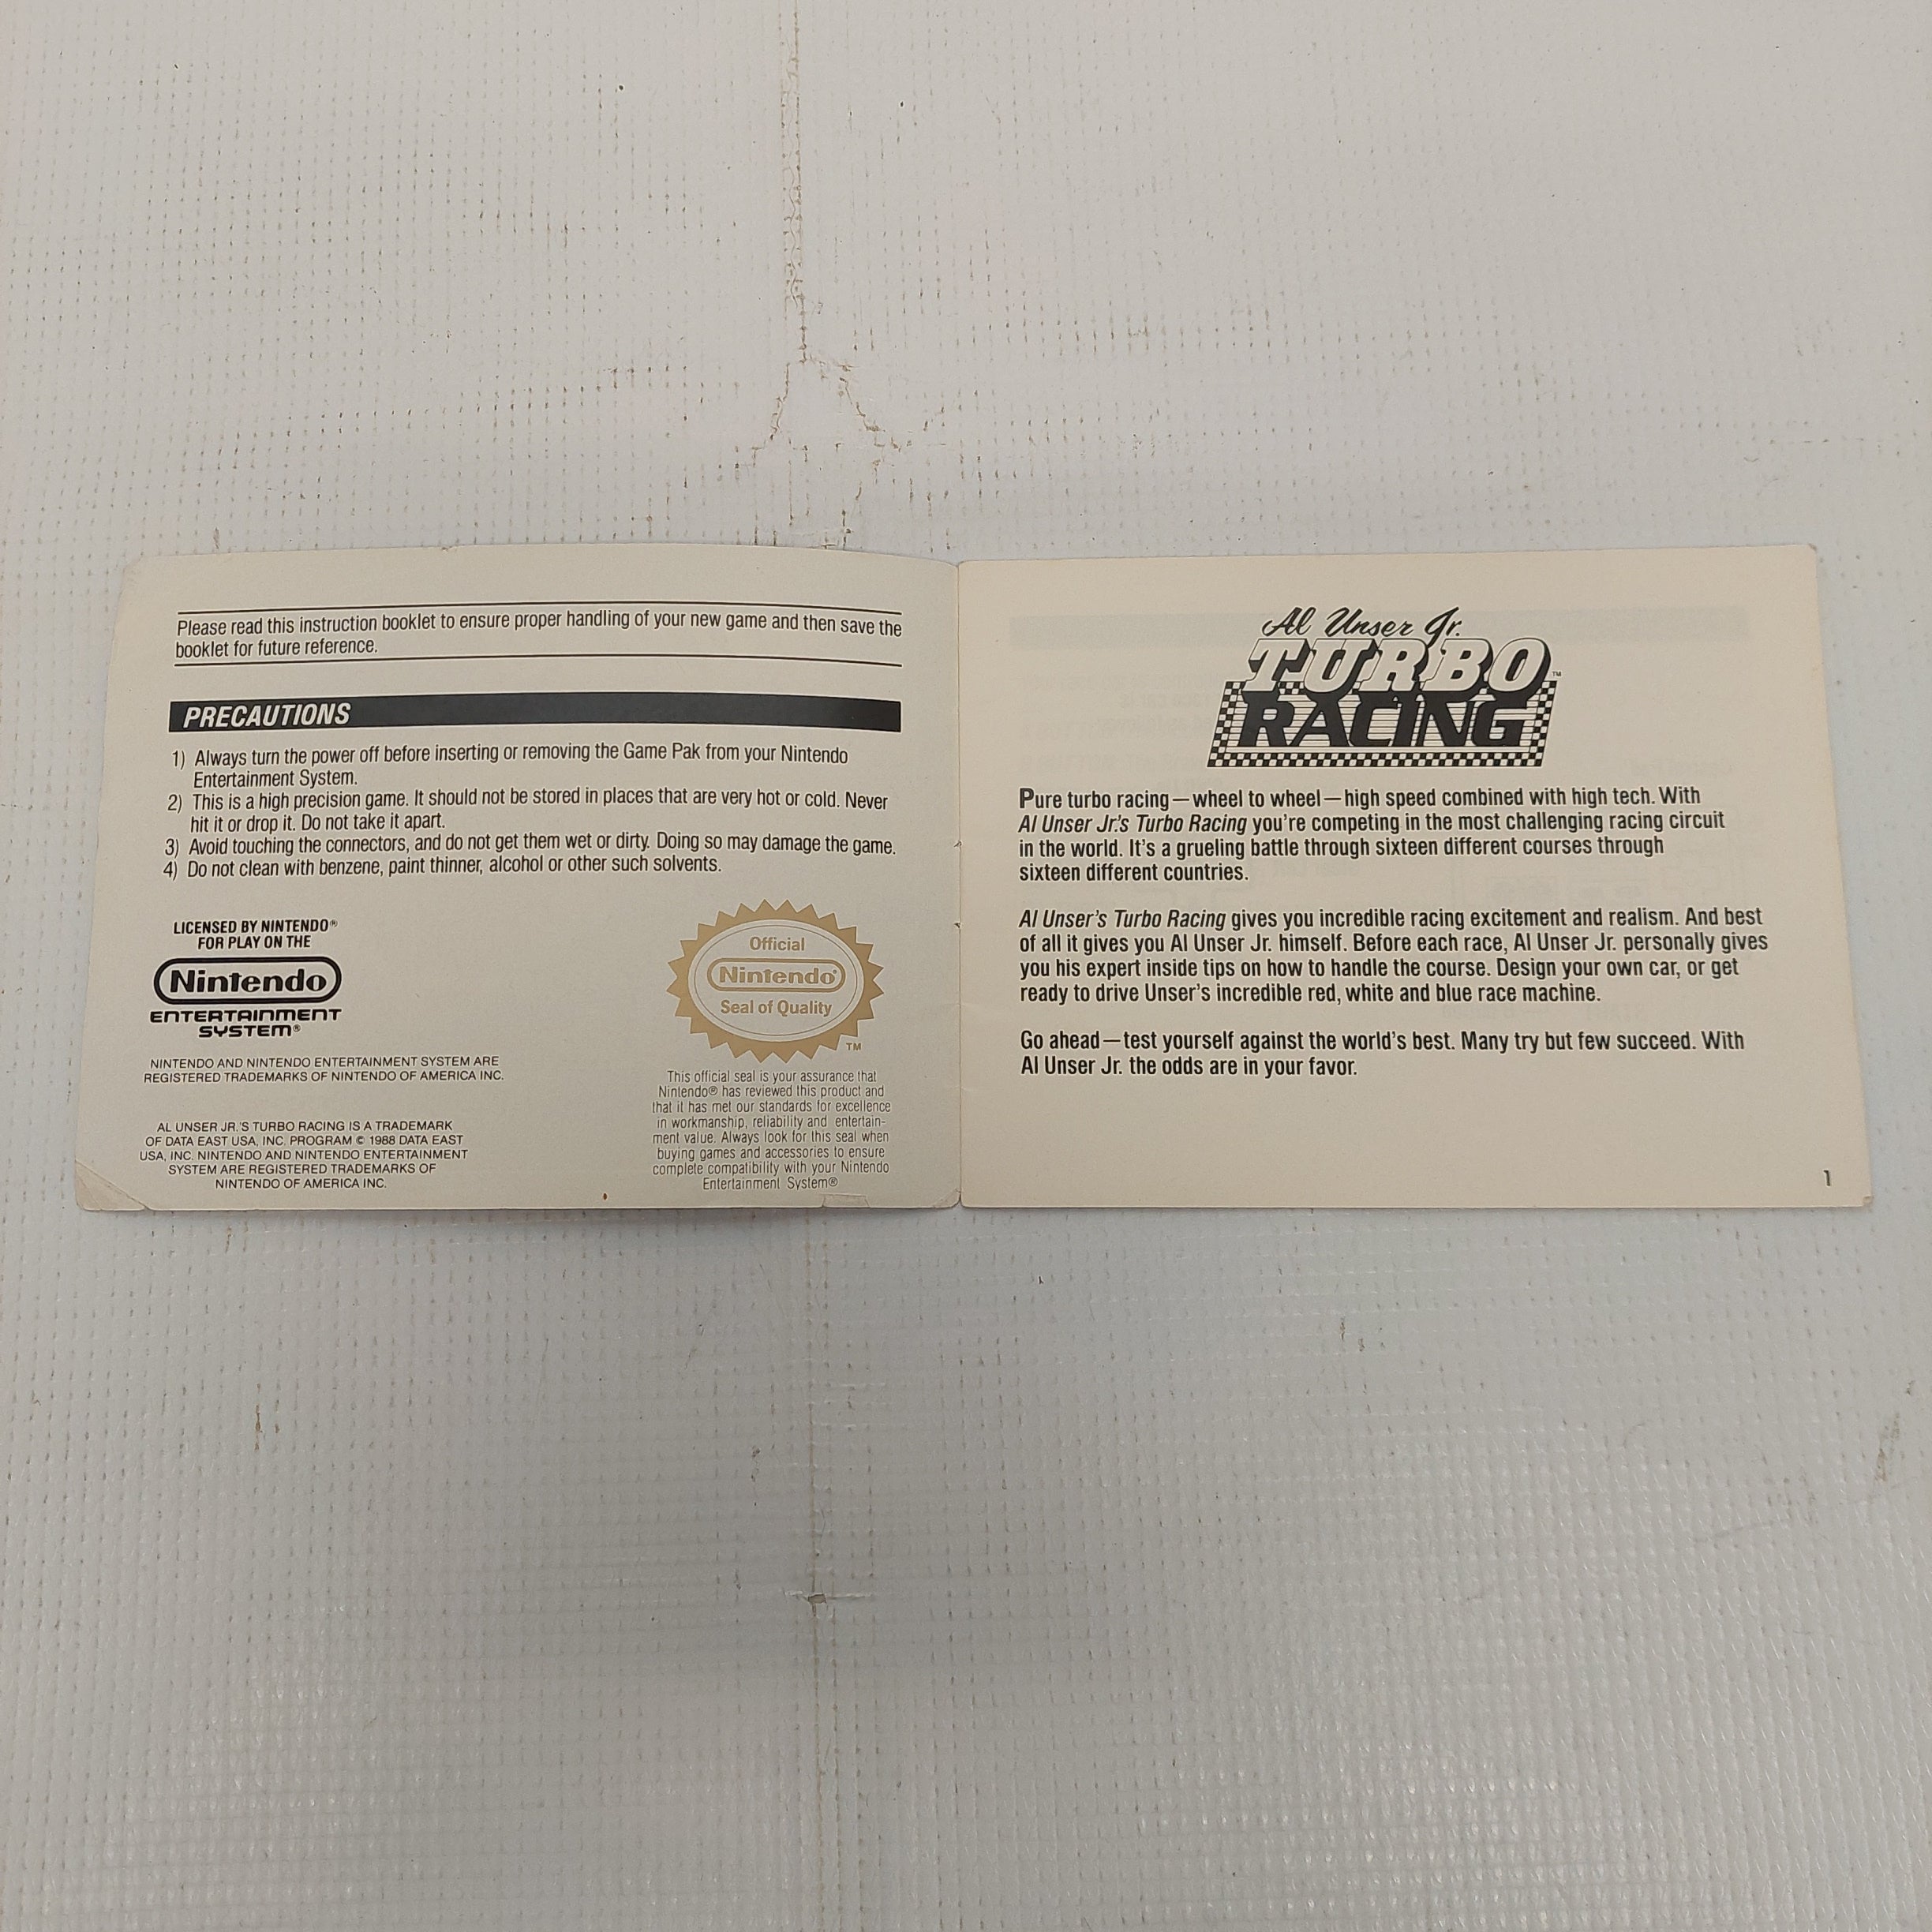 Please read this instruction booklet to ensure proper handling of your new game and then save the
booklet for future reference.
PRECAUTIONS
1) Always turn the power off before inserting or removing the Game Pak from your Nintendo
Entertainment System.
2) This is a high precision game. It should not be stored in places that are very hot or cold. Never
hit it or drop it. Do not take it apart.
3) Avoid touching the connectors, and do not get them wet or dirty. Doing so may damage the game.
4) Do not clean with benzene, paint thinner, alcohol or other such solvents.
LICENSED BY NINTENDO®
FOR PLAY ON THE
Nintendo
ENTERTAINMENT
SYSTEM®
NINTENDO AND NINTENDO ENTERTAINMENT SYSTEM ARE
REGISTERED TRADEMARKS OF NINTENDO OF AMERICA INC.
AL UNSER JR.'S TURBO RACING IS A TRADEMARK
OF DATA EAST USA, INC. PROGRAM © 1988 DATA EAST
USA, INC. NINTENDO AND NINTENDO ENTERTAINMENT
SYSTEM ARE REGISTERED TRADEMARKS OF
NINTENDO OF AMERICA INC.
Official
Nintendo®
Seal of Quality
TM
This official seal is your assurance that
Nintendo® has reviewed this product and
that it has met our standards for excellence
in workmanship, reliability and entertain-
ment value. Always look for this seal when
buying games and accessories to ensure
complete compatibility with your Nintendo
Entertainment System®
Al Unser Jr.
TURBO
RACING
TM
Pure turbo racing—wheel to wheel—high speed combined with high tech. With
Al Unser Jr.'s Turbo Racing you're competing in the most challenging racing circuit
in the world. It's a grueling battle through sixteen different courses through
sixteen different countries.
Al Unser's Turbo Racing gives you incredible racing excitement and realism. And best
of all it gives you Al Unser Jr. himself. Before each race, Al Unser Jr. personally gives
you his expert inside tips on how to handle the course. Design your own car, or get
ready to drive Unser's incredible red, white and blue race machine.
Go ahead—test yourself against the world's best. Many try but few succeed. With
Al Unser Jr. the odds are in your favor.
1